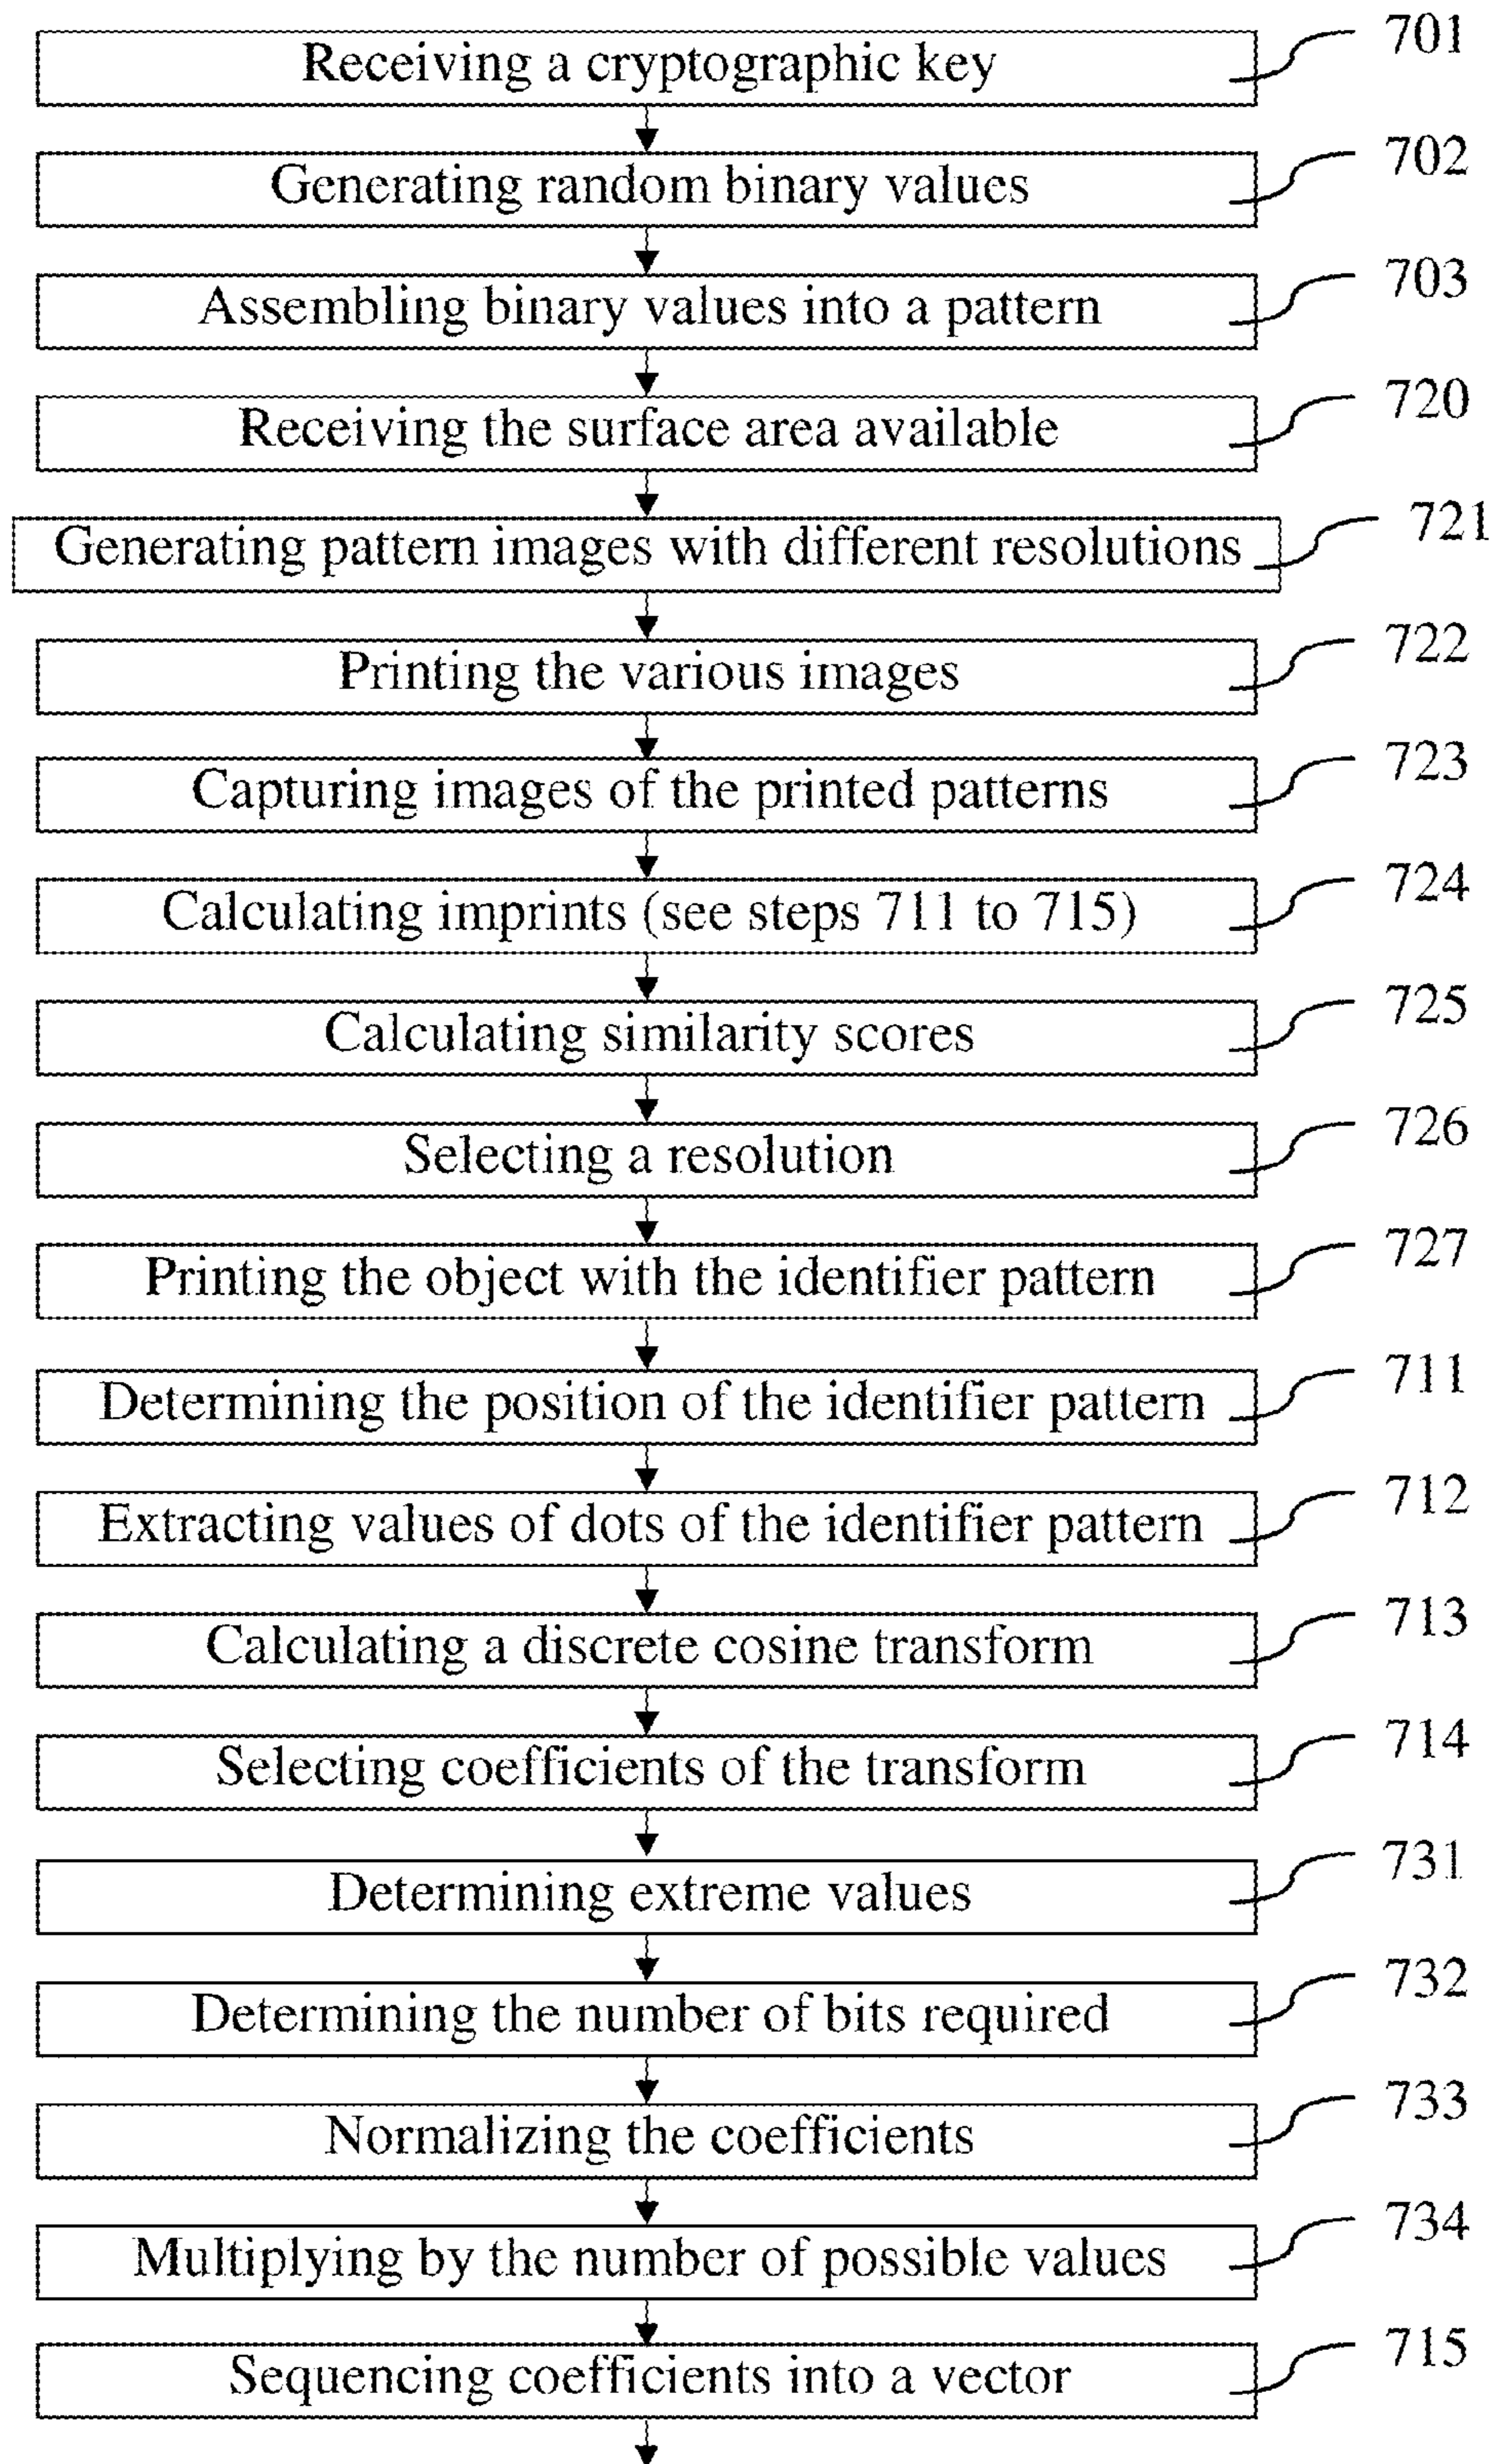 Receiving a cryptographic key 701
Generating random binary values 702
Assembling binary values into a pattern 703
Receiving the surface area available 720
Generating pattern images with different resolutions 721
Printing the various images 722
Capturing images of the printed patterns 723
Calculating imprints (see steps 711 to 715) 724
Calculating similarity scores 725
Selecting a resolution 726
Printing the object with the identifier pattern 727
Determining the position of the identifier pattern 711
Extracting values of dots of the identifier pattern 712
Calculating a discrete cosine transform 713
Selecting coefficients of the transform 714
Determining extreme values 731
Determining the number of bits required 732
Normalizing the coefficients 733
Multiplying by the number of possible values 734
Sequencing coefficients into a vector 715